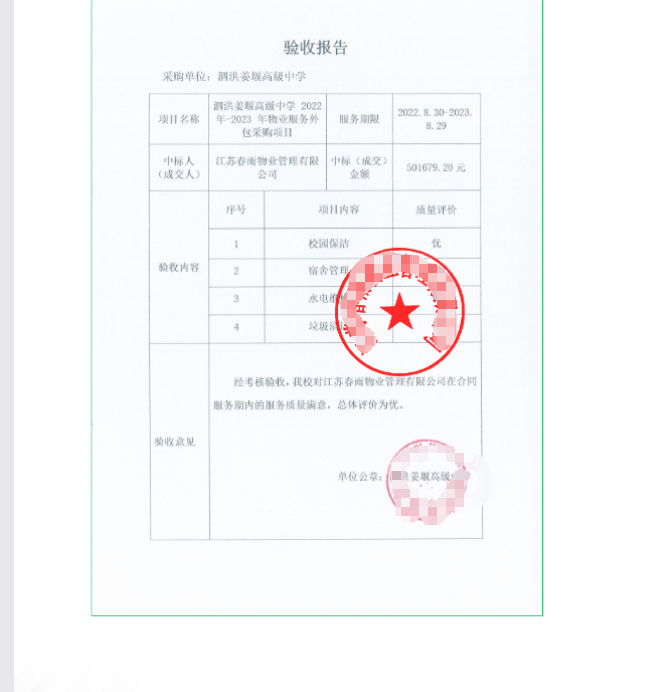 验收报告
采购单位：泗洪姜堰高级中学
项目名称
泗洪姜堰高级中学 2022
年-2023 年物业服务外
包采购项目
服务期限
2022.8.30-2023.
8.29
中标人
（成交人）
江苏春雨物业管理有限
公司
中标（成交）
金额
501679.20 元
验收内容
序号 项目内容 质量评价
1 校园保洁 优
2 宿舍管理
3 水电维
4 垃圾清
验收意见
经考核验收，我校对江苏春雨物业管理有限公司在合同
服务期内的服务质量满意，总体评价为优。
单位公章：
姜堰高级